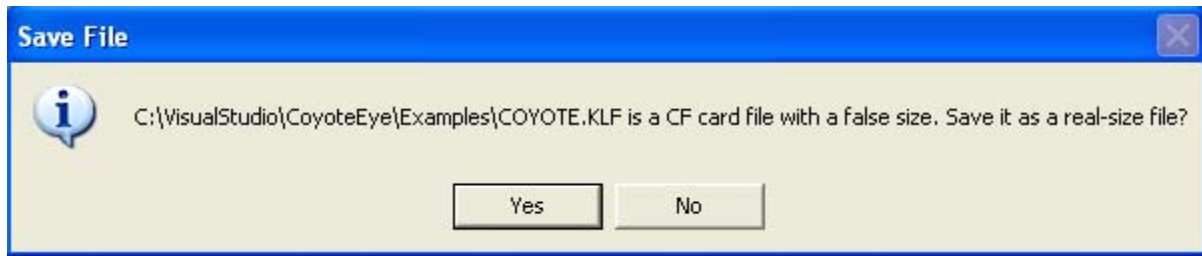 Save File
C:\VisualStudio\CoyoteEye\Examples\COYOTE.KLF is a CF card file with a false size. Save it as a real-size file?
Yes
No